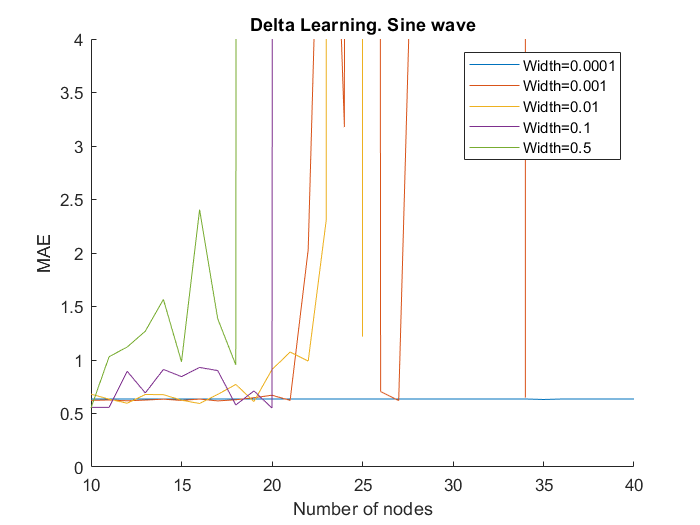 Delta Learning. Sine wave
4
3.5
3
2.5
2
1.5
1
0.5
0
MAE
10 15 20 25 30 35 40
Number of nodes
Width=0.0001
Width=0.001
Width=0.01
Width=0.1
Width=0.5